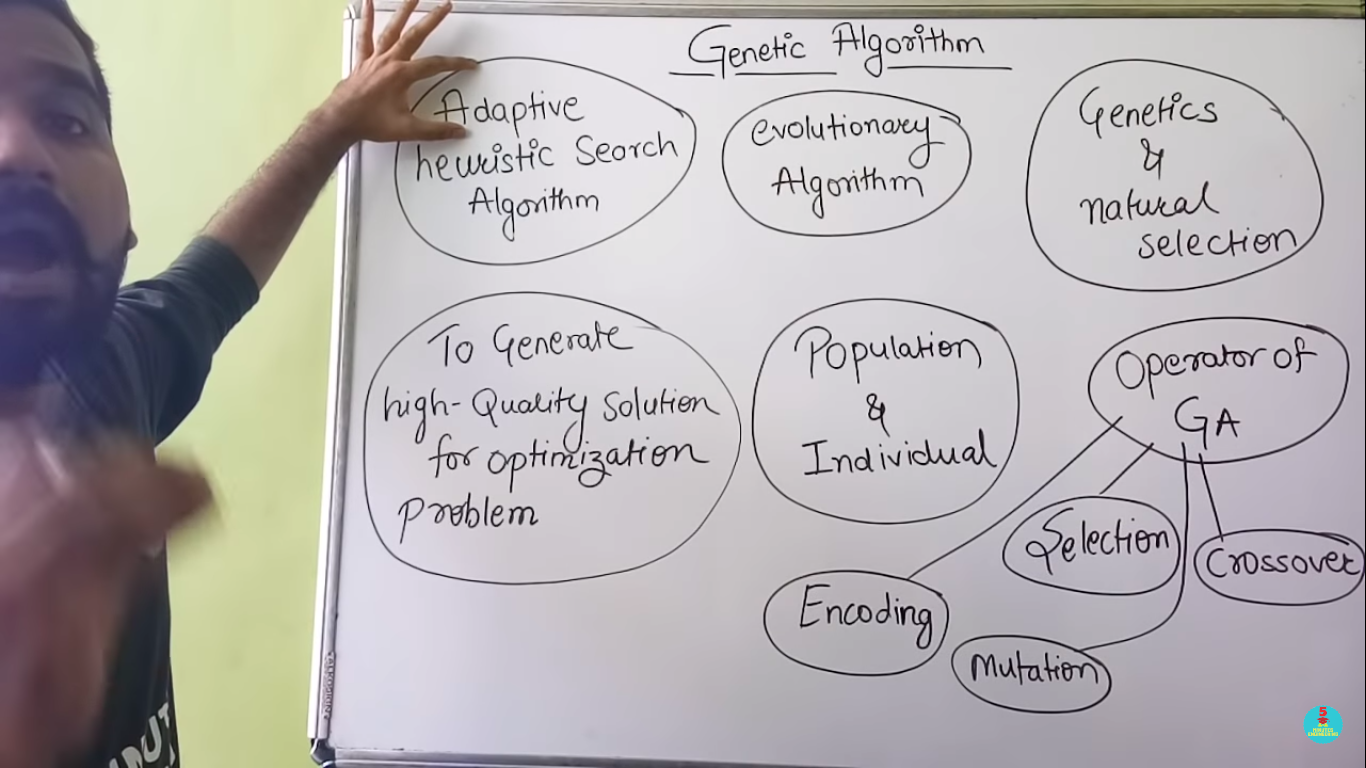 Genetic Algorithm
Adaptive
heuristic Search
Algorithm
evolutionary
Algorithm
Genetics
&
natural
selection
To Generate
high-Quality Solution
for optimization
problem
Population
&
Individual
Operator of
GA
Selection
Crossover
Encoding
Mutation
5